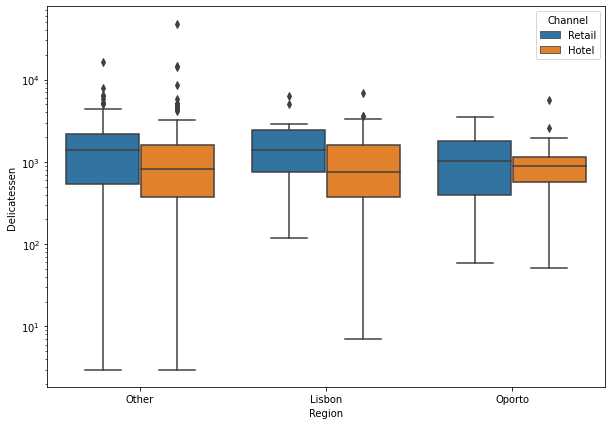 Channel
Retail
Hotel
Delicatessen
10⁴
10³
10²
10¹
Other
Lisbon
Oporto
Region